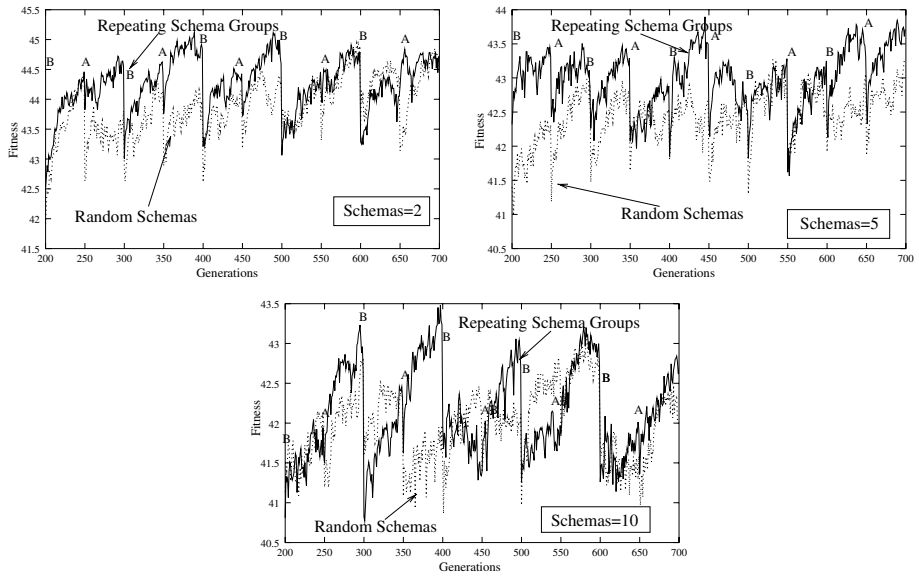 45.5
45
44.5
44
43.5
43
42.5
42
41.5
Fitness
200 250 300 350 400 450 500 550 600 650 700
Generations
Repeating Schema Groups
B A B A B A B A B A
Random Schemas
Schemas=2
44
43.5
43
42.5
42
41.5
41
40.5
Fitness
200 250 300 350 400 450 500 550 600 650 700
Generations
Repeating Schema Groups
B A B A B A B A B A
Random Schemas
Schemas=5
43.5
43
42.5
42
41.5
41
40.5
Fitness
200 250 300 350 400 450 500 550 600 650 700
Generations
Repeating Schema Groups
B A B A B A B A B A
Random Schemas
Schemas=10